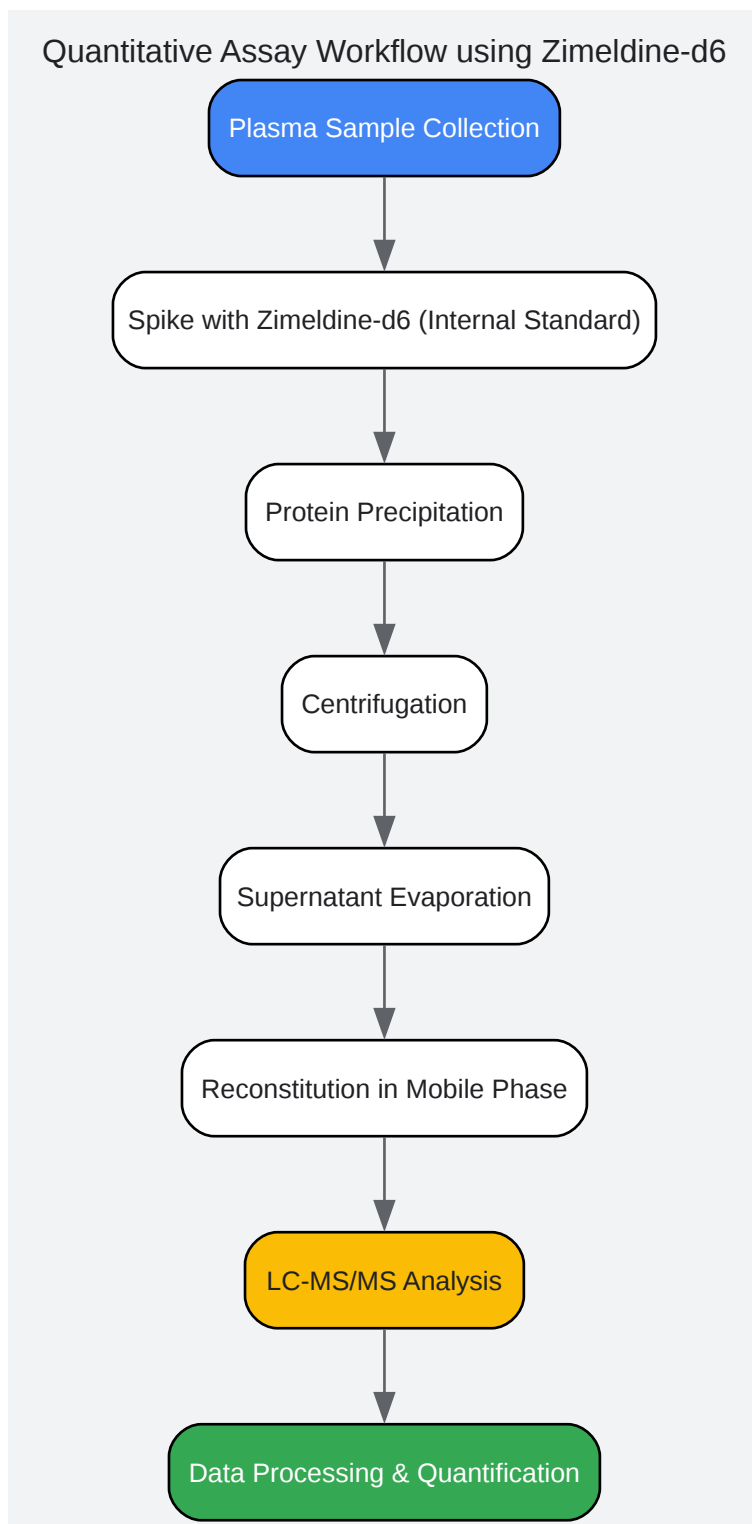 Quantitative Assay Workflow using Zimeldine-d6
Plasma Sample Collection
Spike with Zimeldine-d6 (Internal Standard)
Protein Precipitation
Centrifugation
Supernatant Evaporation
Reconstitution in Mobile Phase
LC-MS/MS Analysis
Data Processing & Quantification